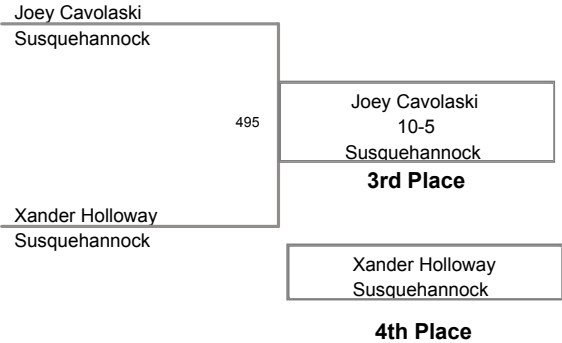 Joey Cavolaski
Susquehannock
495
Joey Cavolaski
10-5
Susquehannock
3rd Place
Xander Holloway
Susquehannock
Xander Holloway
Susquehannock
4th Place